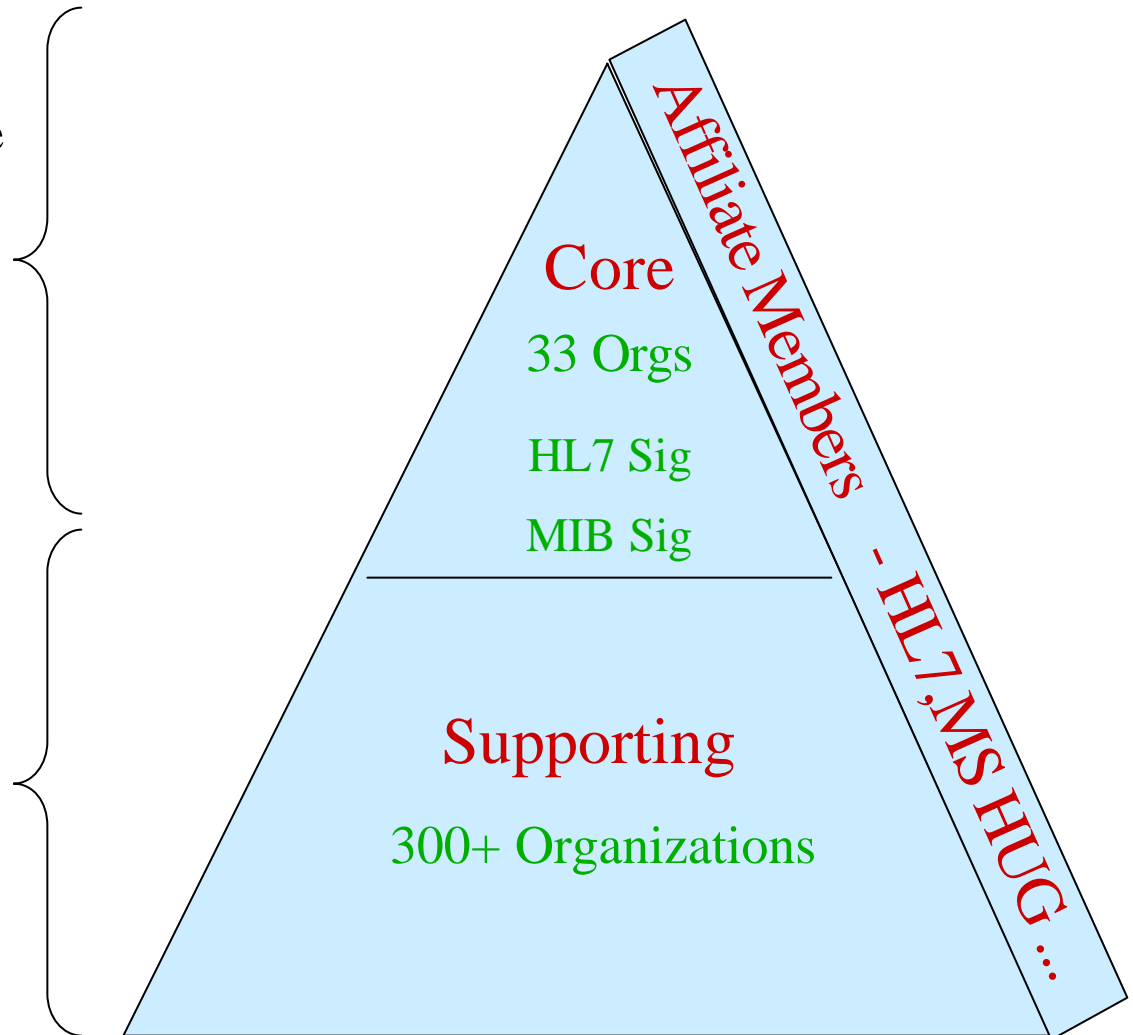 Core
33 Orgs
HL7 Sig
MIB Sig
Supporting
300+ Organizations
Affiliate Members - HL7,MS HUG ...